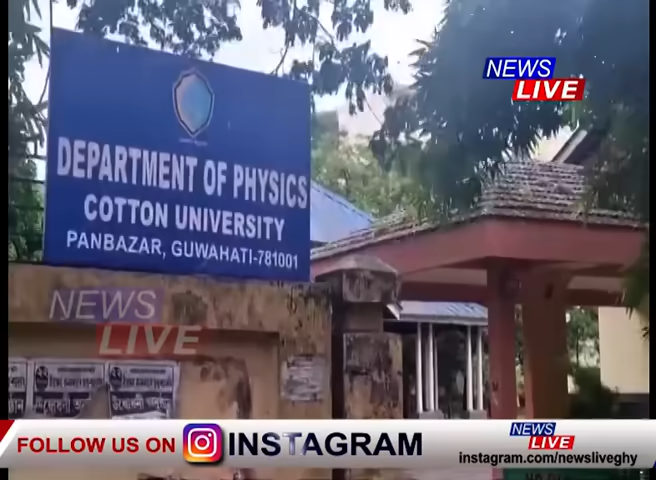 NEWS
LIVE
DEPARTMENT OF PHYSICS
COTTON UNIVERSITY
PANBAZAR, GUWAHATI-781001
NEWS
LIVE
FOLLOW US ON
INSTAGRAM
NEWS
LIVE
instagram.com/newsliveghy